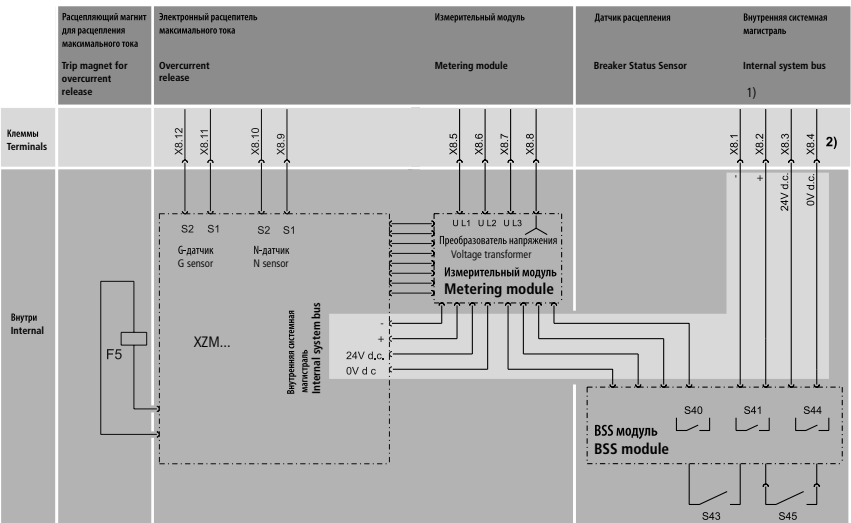 Расцепляющий магнит
для расцепления
максимального тока
Trip magnet for
overcurrent
release
Электронный расцепитель
максимального тока
Overcurrent
release
Измерительный модуль
Metering module
Датчик расцепления
Breaker Status Sensor
Внутренняя системная
магистраль
Internal system bus
1)
Клеммы
Terminals
X8.12
X8.11
X8.10
X8.9
X8.5
X8.6
X8.7
X8.8
X8.1
X8.2
X8.3
X8.4
2)
-
+
24V d.c.
0V d.c.
S2 S1 S2 S1
G-датчик
G sensor
N-датчик
N sensor
U L1 U L2 U L3
Преобразователь напряжения
Voltage transformer
Измерительный модуль
Metering module
Внутри
Internal
F5
XZM...
Внутренняя системная
магистраль
Internal system bus
-
+
24V d.c.
0V d c
BSS модуль
BSS module
S40 S41 S44
S43 S45